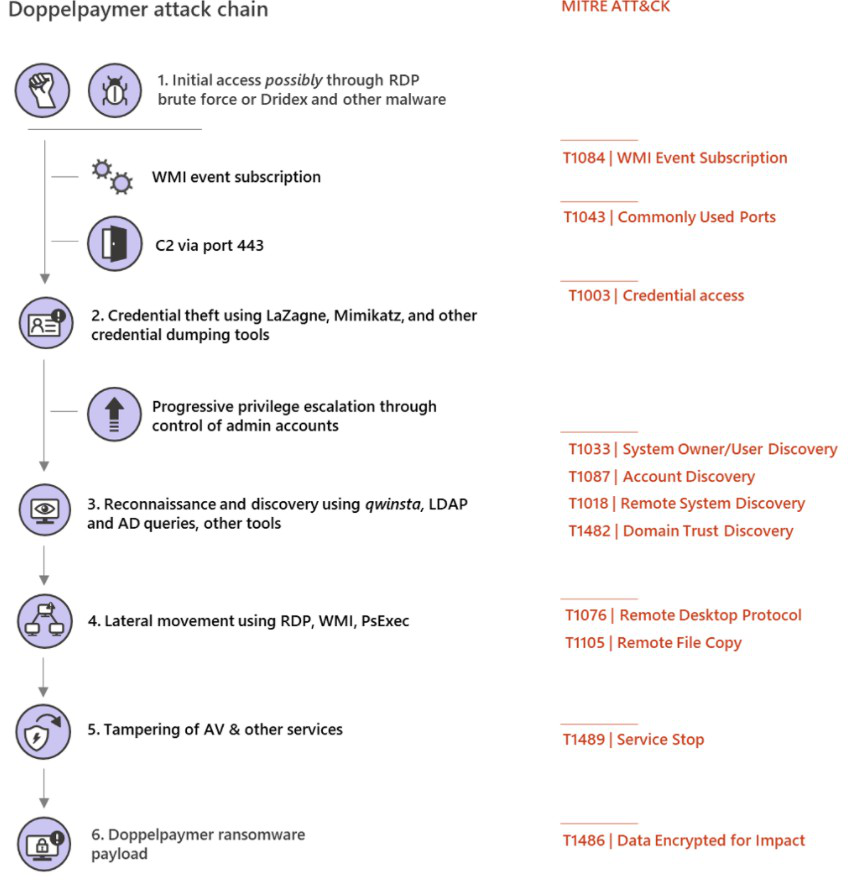 Doppelpaymer attack chain
MITRE ATT&CK
1. Initial access possibly through RDP
brute force or Dridex and other malware
WMI event subscription
T1084 | WMI Event Subscription
C2 via port 443
T1043 | Commonly Used Ports
2. Credential theft using LaZagne, Mimikatz, and other
credential dumping tools
T1003 | Credential access
Progressive privilege escalation through
control of admin accounts
3. Reconnaissance and discovery using qwinsta, LDAP
and AD queries, other tools
T1033 | System Owner/User Discovery
T1087 | Account Discovery
T1018 | Remote System Discovery
T1482 | Domain Trust Discovery
4. Lateral movement using RDP, WMI, PsExec
T1076 | Remote Desktop Protocol
T1105 | Remote File Copy
5. Tampering of AV & other services
T1489 | Service Stop
6. Doppelpaymer ransomware
payload
T1486 | Data Encrypted for Impact